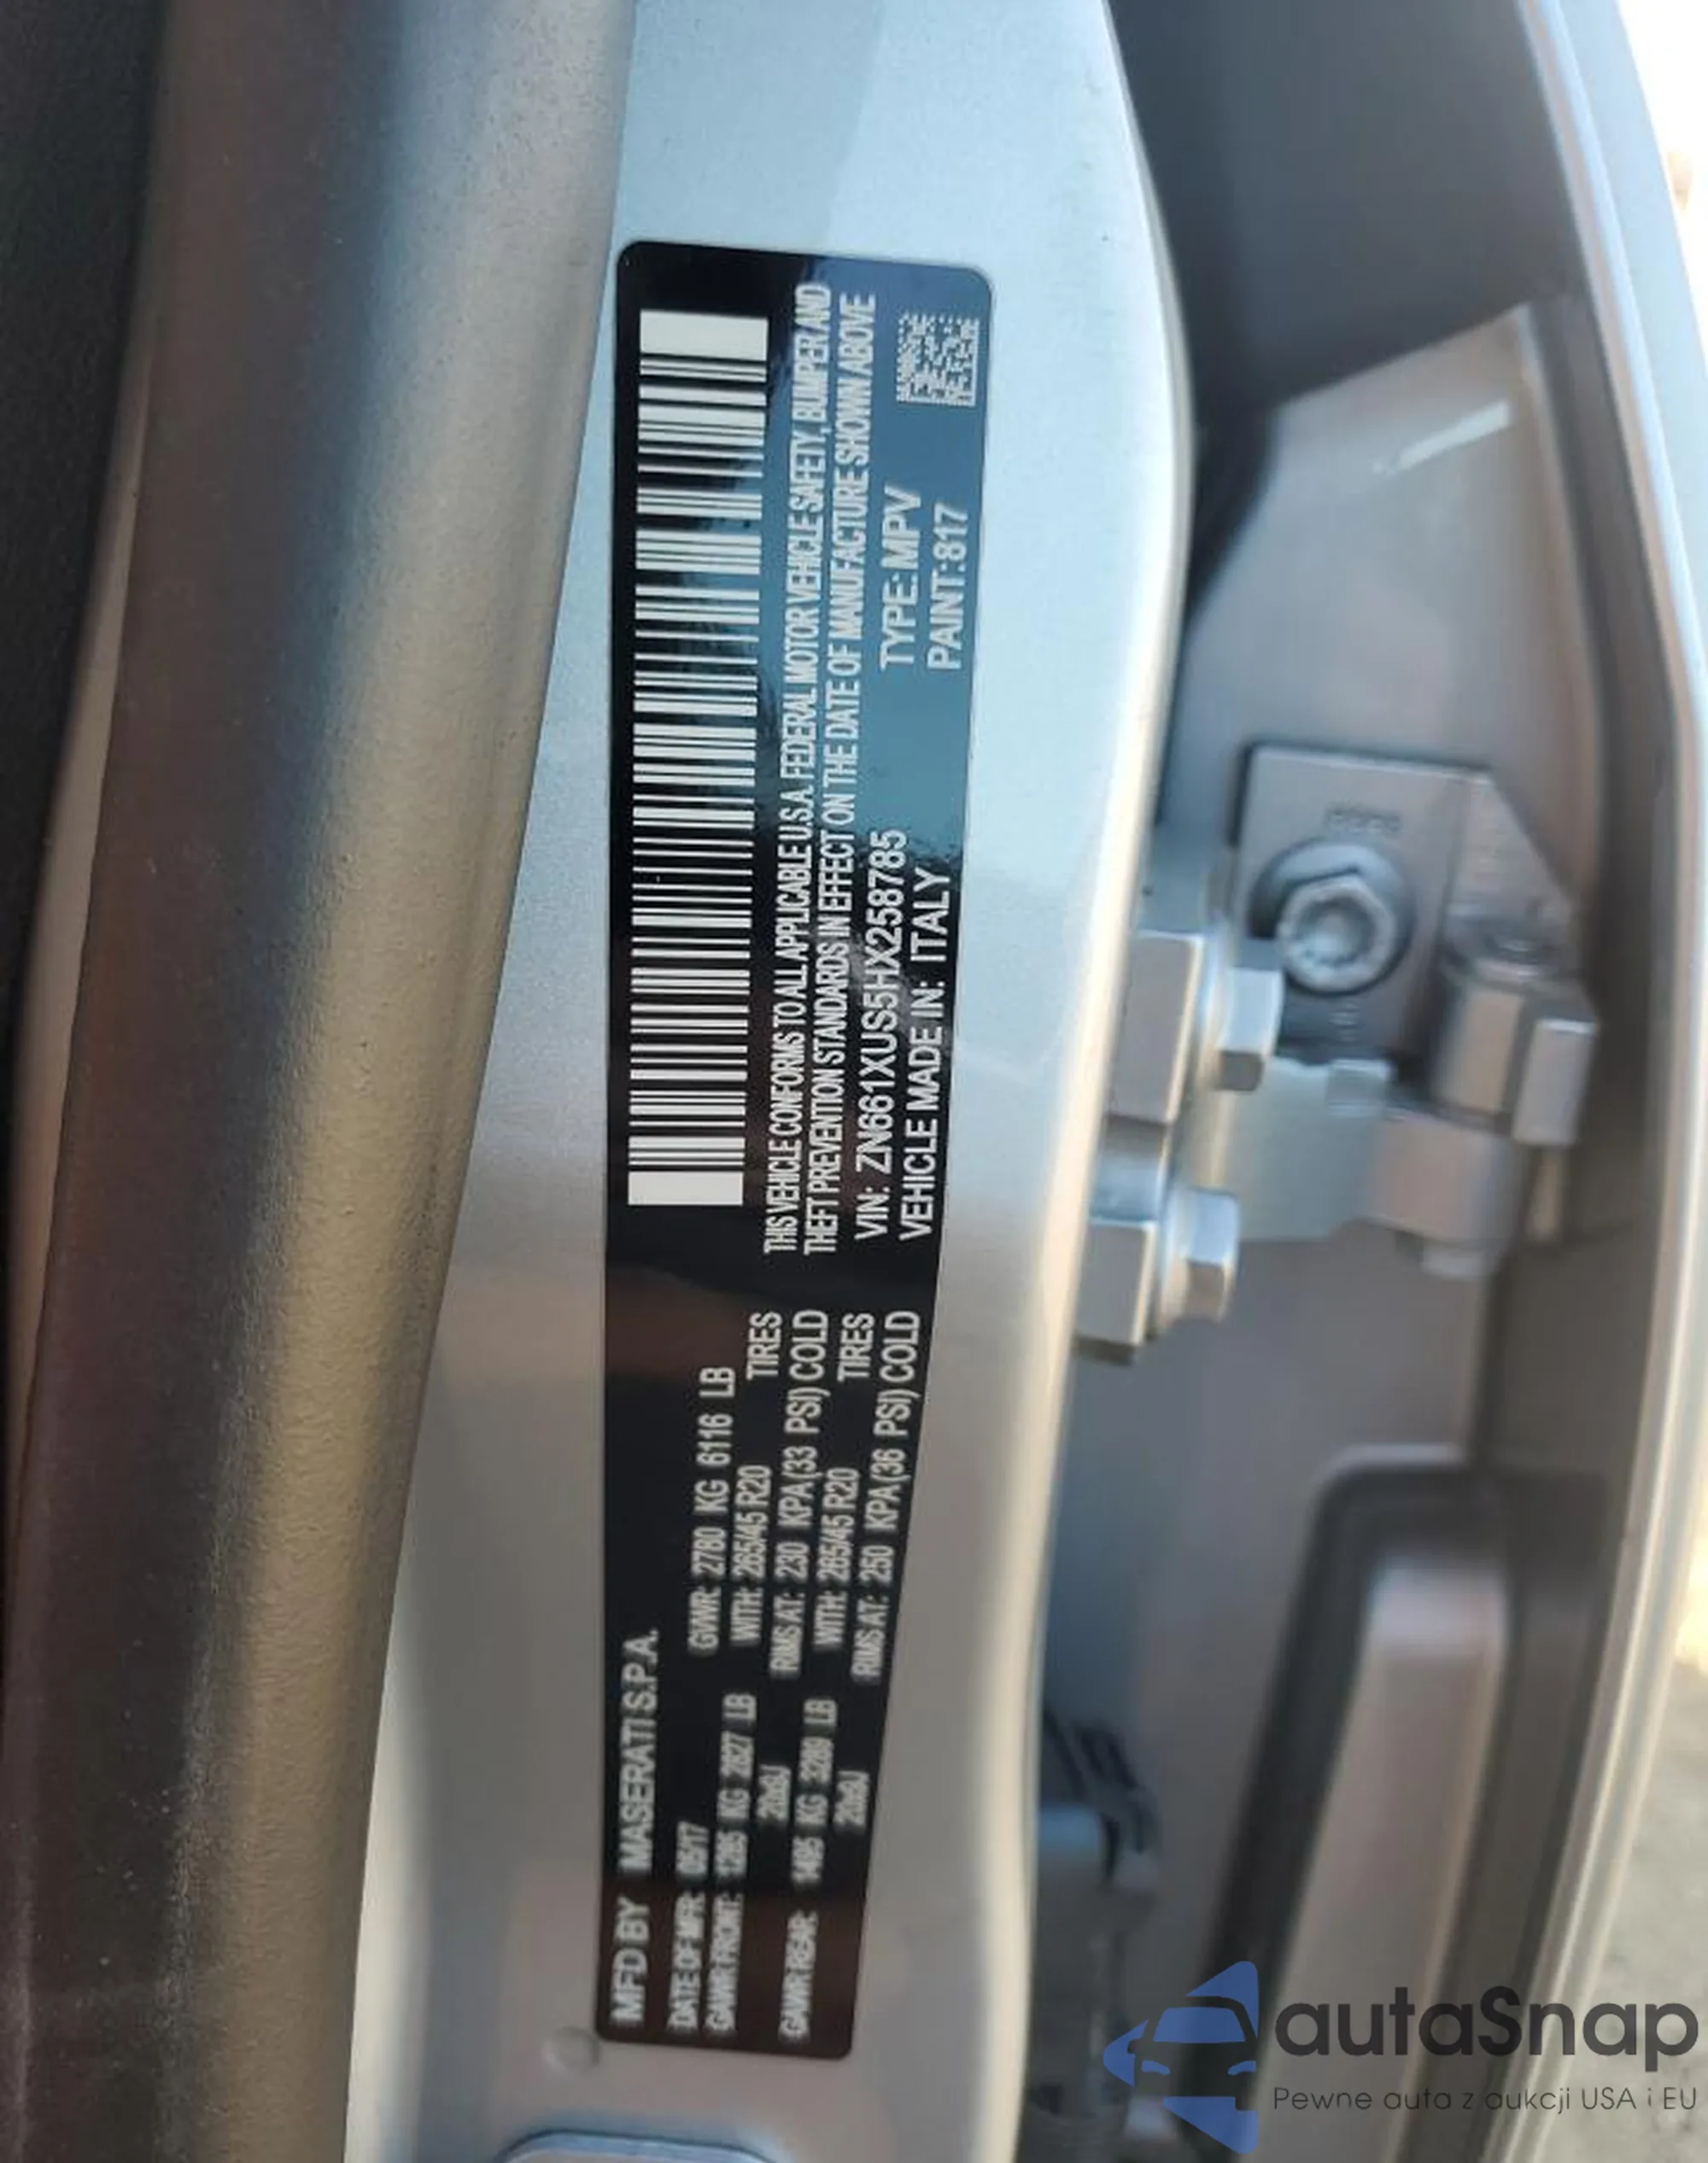 MFD BY MASERATI S.P.A.
DATE OF MFR: 05/17
GVWR: 2780 KG 6116 LB
GAWR FRONT: 1285 KG 2827 LB WITH: 265/45 R20 TIRES
20x9J RIMS AT: 230 KPA (33 PSI) COLD
GAWR REAR: 1495 KG 3289 LB WITH: 265/45 R20 TIRES
20x9J RIMS AT: 250 KPA (36 PSI) COLD
THIS VEHICLE CONFORMS TO ALL APPLICABLE U.S.A. FEDERAL MOTOR VEHICLE SAFETY, BUMPER AND
THEFT PREVENTION STANDARDS IN EFFECT ON THE DATE OF MANUFACTURE SHOWN ABOVE
VIN: ZN661XUS5HX258785 TYPE: MPV
VEHICLE MADE IN: ITALY PAINT:817
autaSnap
Pewne auta z aukcji USA i EU